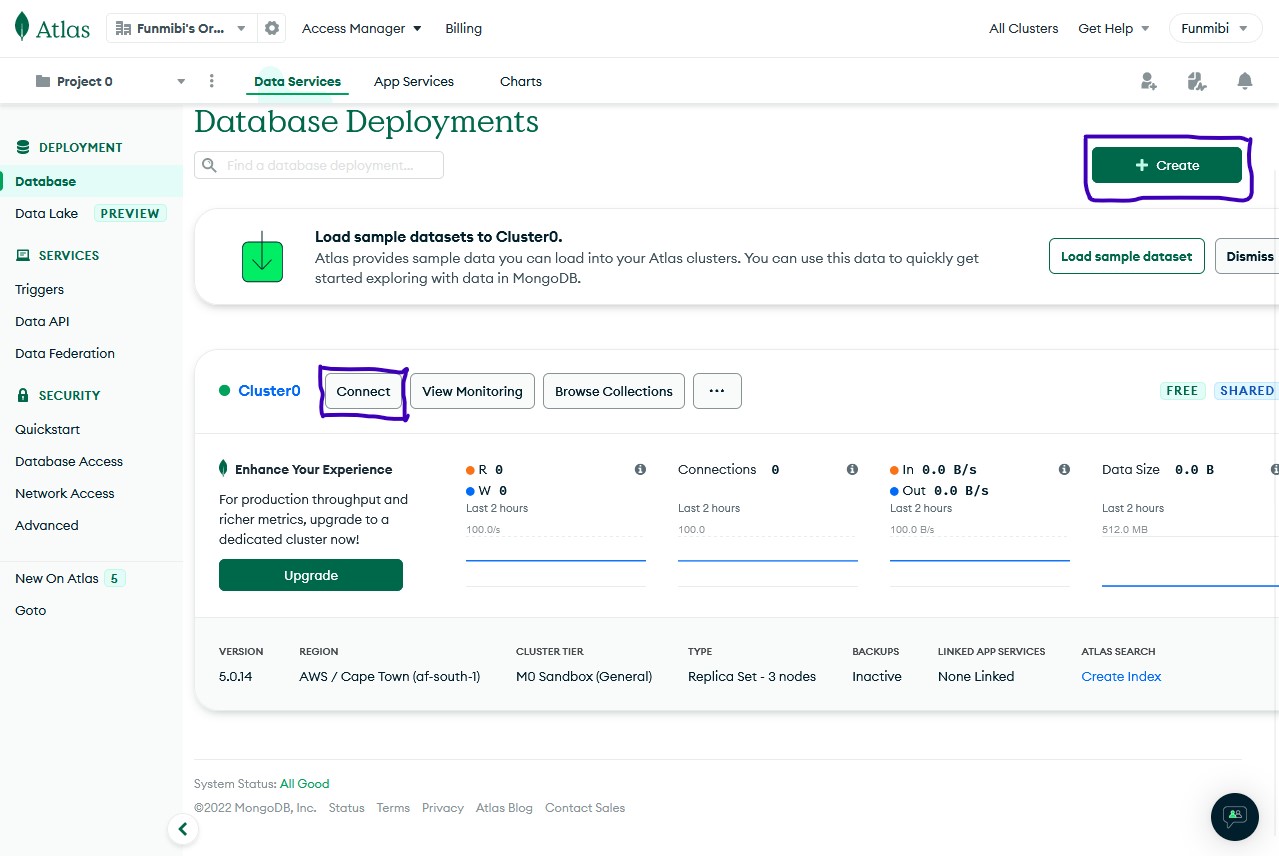 Atlas Funmibi's Or... Access Manager Billing All Clusters Get Help Funmibi
Project 0 Data Services App Services Charts
DEPLOYMENT
Database
Data Lake PREVIEW
SERVICES
Triggers
Data API
Data Federation
SECURITY
Quickstart
Database Access
Network Access
Advanced
New On Atlas 5
Goto
Database Deployments
Find a database deployment...
+ Create
Load sample datasets to Cluster0.
Atlas provides sample data you can load into your Atlas clusters. You can use this data to quickly get
started exploring with data in MongoDB.
Load sample dataset Dismiss
Cluster0 Connect View Monitoring Browse Collections ... FREE SHARED
Enhance Your Experience
For production throughput and
richer metrics, upgrade to a
dedicated cluster now!
Upgrade
R 0
W 0
Last 2 hours
100.0/s
Connections 0
Last 2 hours
100.0
In 0.0 B/s
Out 0.0 B/s
Last 2 hours
100.0 B/s
Data Size 0.0 B
Last 2 hours
512.0 MB
VERSION REGION CLUSTER TIER TYPE BACKUPS LINKED APP SERVICES ATLAS SEARCH
5.0.14 AWS / Cape Town (af-south-1) M0 Sandbox (General) Replica Set - 3 nodes Inactive None Linked Create Index
System Status: All Good
©2022 MongoDB, Inc. Status Terms Privacy Atlas Blog Contact Sales